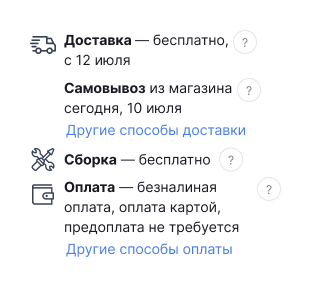 Доставка — бесплатно, ?
с 12 июля
Самовывоз из магазина ?
сегодня, 10 июля
Другие способы доставки
Сборка — бесплатно ?
Оплата — безналиная ?
оплата, оплата картой,
предоплата не требуется
Другие способы оплаты